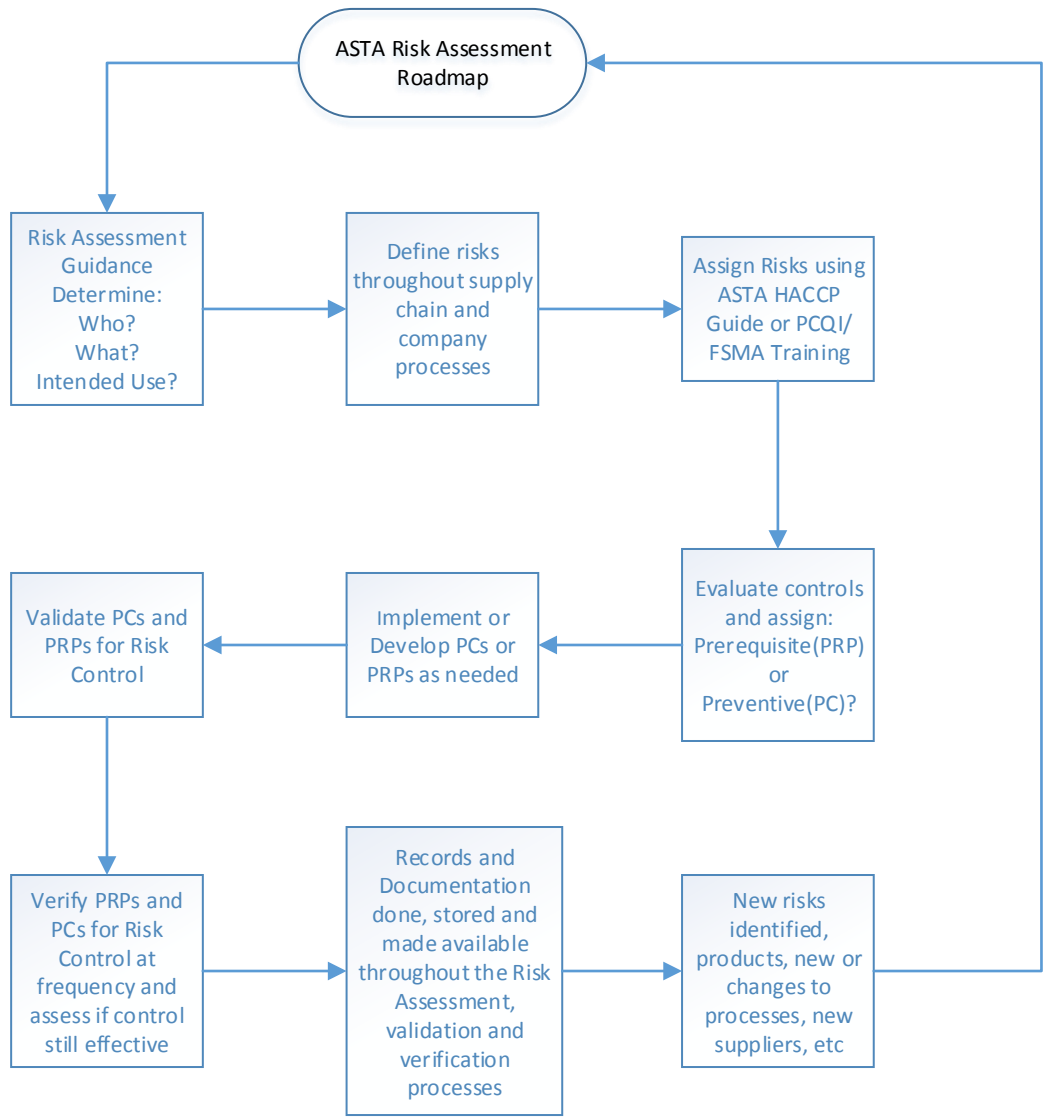 ASTA Risk Assessment
Roadmap
Risk Assessment
Guidance
Determine:
Who?
What?
Intended Use?
Define risks
throughout supply
chain and
company
processes
Assign Risks using
ASTA HACCP
Guide or PCQI/
FSMA Training
Evaluate controls
and assign:
Prerequisite(PRP)
or
Preventive(PC)?
Implement or
Develop PCs or
PRPs as needed
Validate PCs and
PRPs for Risk
Control
Verify PRPs and
PCs for Risk
Control at
frequency and
assess if control
still effective
Records and
Documentation
done, stored and
made available
throughout the Risk
Assessment,
validation and
verification
processes
New risks
identified,
products, new or
changes to
processes, new
suppliers, etc